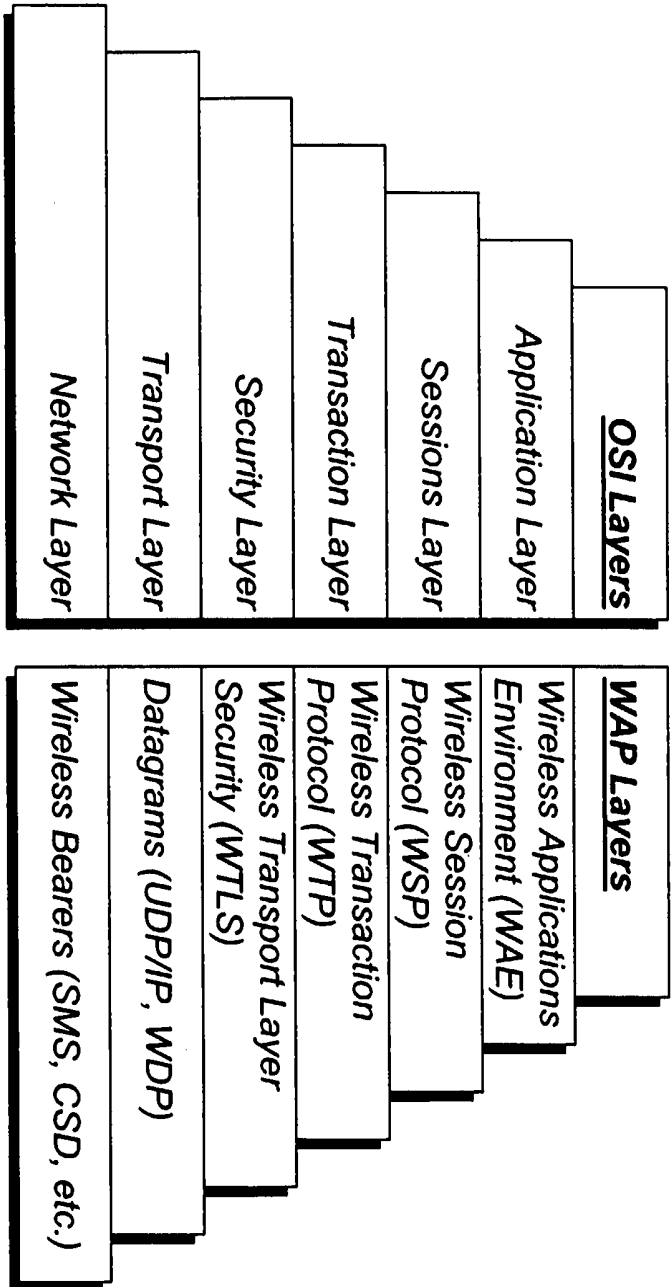 OSI Layers
Application Layer
Sessions Layer
Transaction Layer
Security Layer
Transport Layer
Network Layer
WAP Layers
Wireless Applications
Environment (WAE)
Wireless Session
Protocol (WSP)
Wireless Transaction
Protocol (WTP)
Wireless Transport Layer
Security (WTLS)
Datagrams (UDP/IP, WDP)
Wireless Bearers (SMS, CSD, etc.)